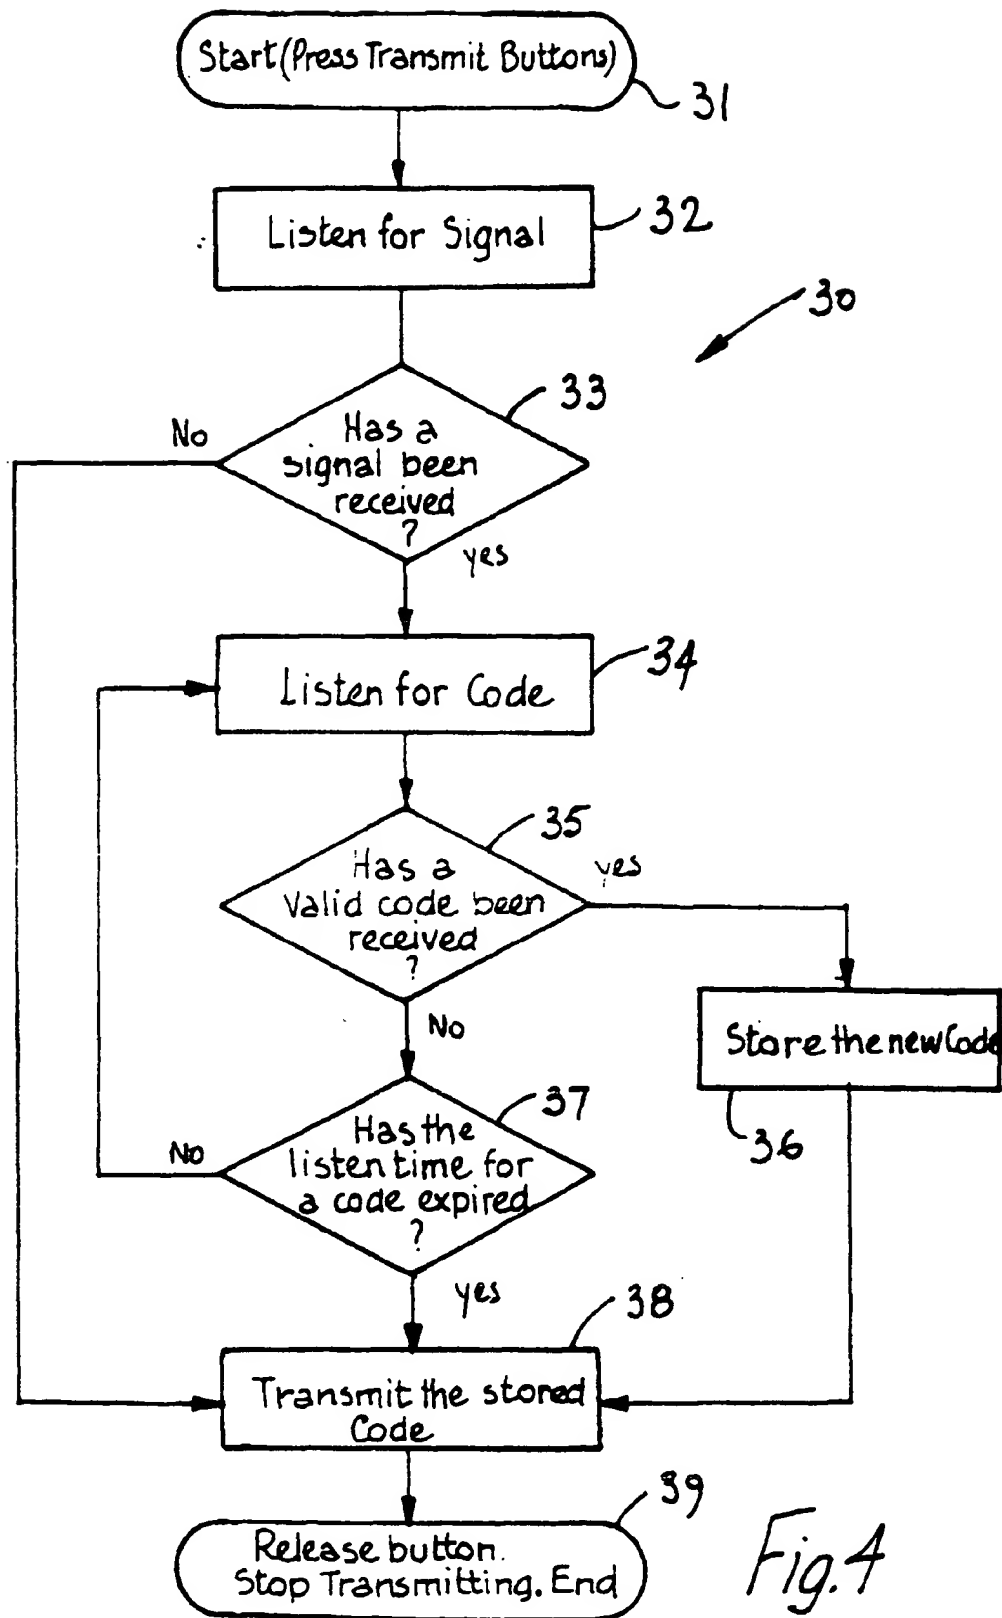 Start (Press Transmit Buttons)
31
Listen for Signal
32
30
33
No
Has a
signal been
received
?
yes
34
Listen for Code
35
Has a
valid code been
received
?
yes
No
Store the new Code
36
37
No
Has the
listen time for
a code expired
?
yes
38
Transmit the stored
Code
39
Release button.
Stop Transmitting. End
Fig.4